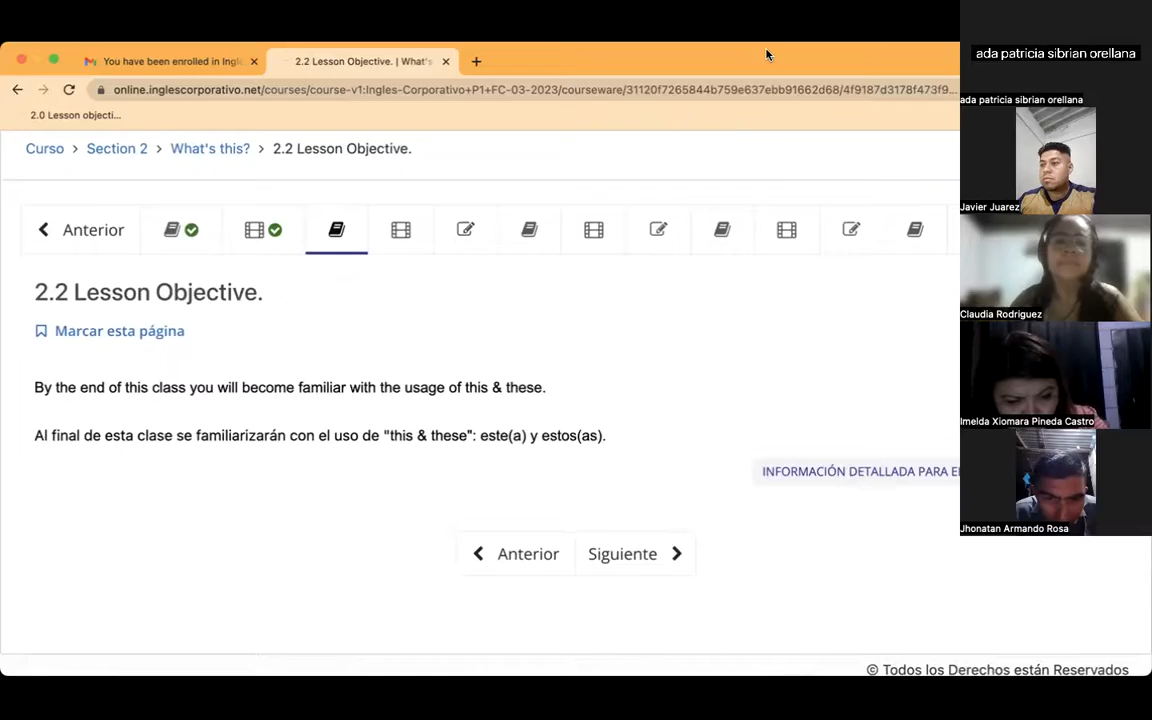 ada patricia sibrian orellana
You have been enrolled in Ingl
2.2 Lesson Objective. | What's
online.inglescorporativo.net/courses/course-v1:Ingles-Corporativo+P1+FC-03-2023/courseware/31120f7265844b759e637ebb91662d68/4f9187d3178f473f9...
2.0 Lesson objecti...
ada patricia sibrian orellana
Curso > Section 2 > What's this? > 2.2 Lesson Objective.
Javier Juarez
Anterior
2.2 Lesson Objective.
Claudia Rodriguez
Marcar esta página
By the end of this class you will become familiar with the usage of this & these.
Imelda Xiomara Pineda Castro
Al final de esta clase se familiarizarán con el uso de "this & these": este(a) y estos(as).
INFORMACIÓN DETALLADA PARA E
Jhonatan Armando Rosa
Anterior Siguiente
© Todos los Derechos están Reservados